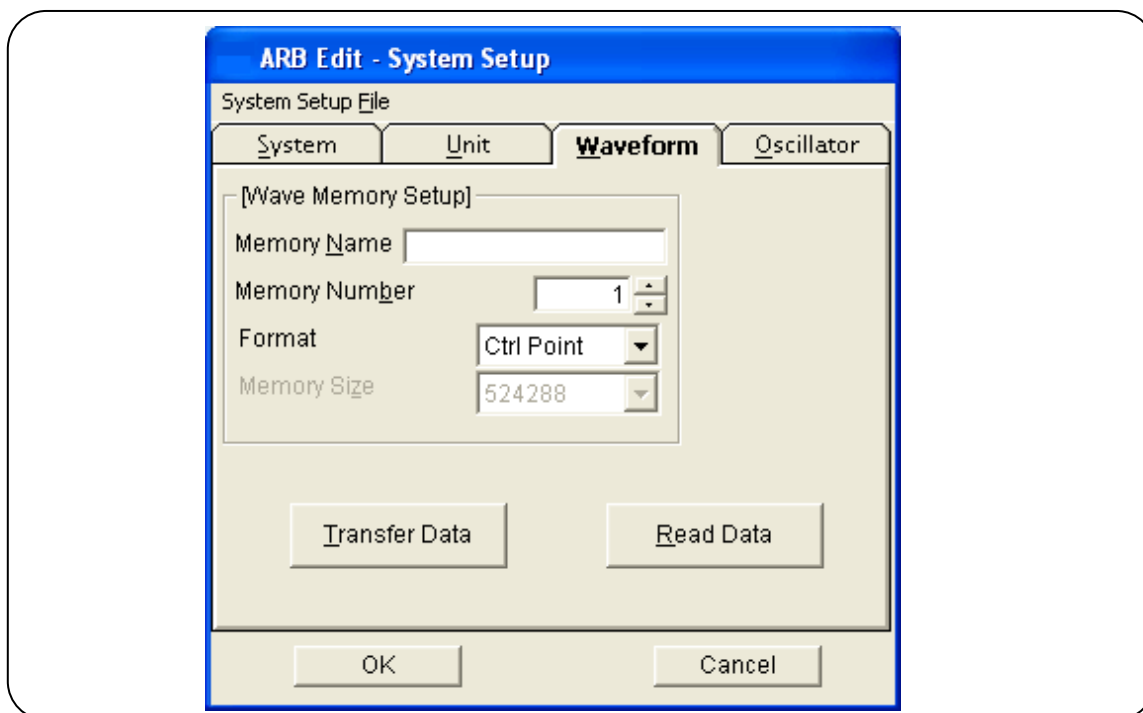 ARB Edit - System Setup
System Setup File
System Unit Waveform Oscillator
[Wave Memory Setup]
Memory Name
Memory Number 1
Format Ctrl Point
Memory Size 524288
Transfer Data Read Data
OK Cancel